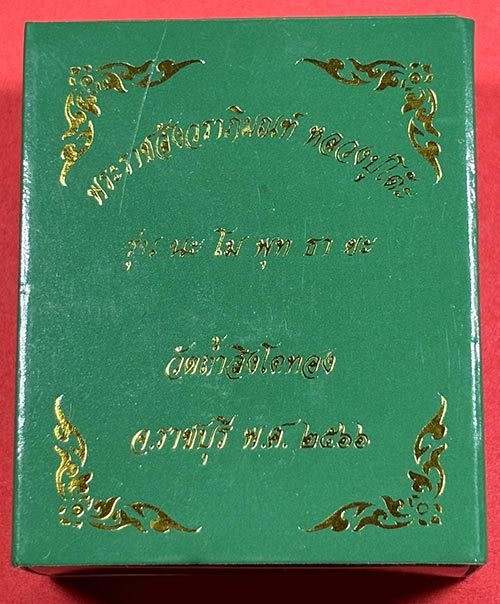 พระราชสังวราภิมณฑ์ หลวงปู่โต๊ะ
รุ่น นะ โม พุท ธา ยะ
วัดถ้ำสิงโตทอง
จ.ราชบุรี พ.ศ. ๒๕๖๖